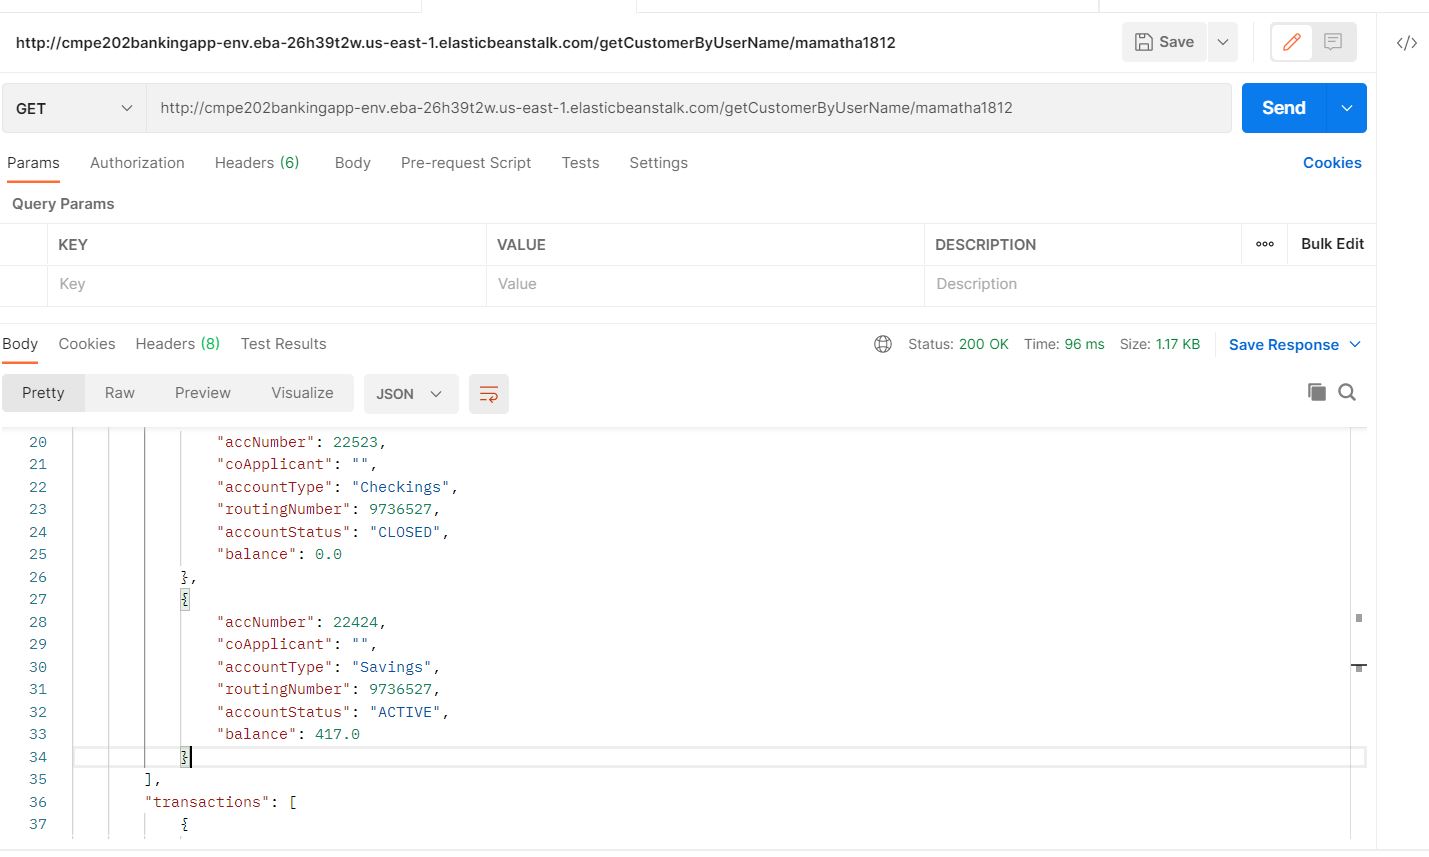 http://cmpe202bankingapp-env.eba-26h39t2w.us-east-1.elasticbeanstalk.com/getCustomerByUserName/mamatha1812
Save
</>
GET
http://cmpe202bankingapp-env.eba-26h39t2w.us-east-1.elasticbeanstalk.com/getCustomerByUserName/mamatha1812
Send
Params Authorization Headers (6) Body Pre-request Script Tests Settings Cookies
Query Params
KEY VALUE DESCRIPTION ooo Bulk Edit
Key Value Description
Body Cookies Headers (8) Test Results Status: 200 OK Time: 96 ms Size: 1.17 KB Save Response
Pretty Raw Preview Visualize JSON
20 "accNumber": 22523,
21 "coApplicant": "",
22 "accountType": "Checkings",
23 "routingNumber": 9736527,
24 "accountStatus": "CLOSED",
25 "balance": 0.0
26 },
27 {
28 "accNumber": 22424,
29 "coApplicant": "",
30 "accountType": "Savings",
31 "routingNumber": 9736527,
32 "accountStatus": "ACTIVE",
33 "balance": 417.0
34 }
35 ],
36 "transactions": [
37 {